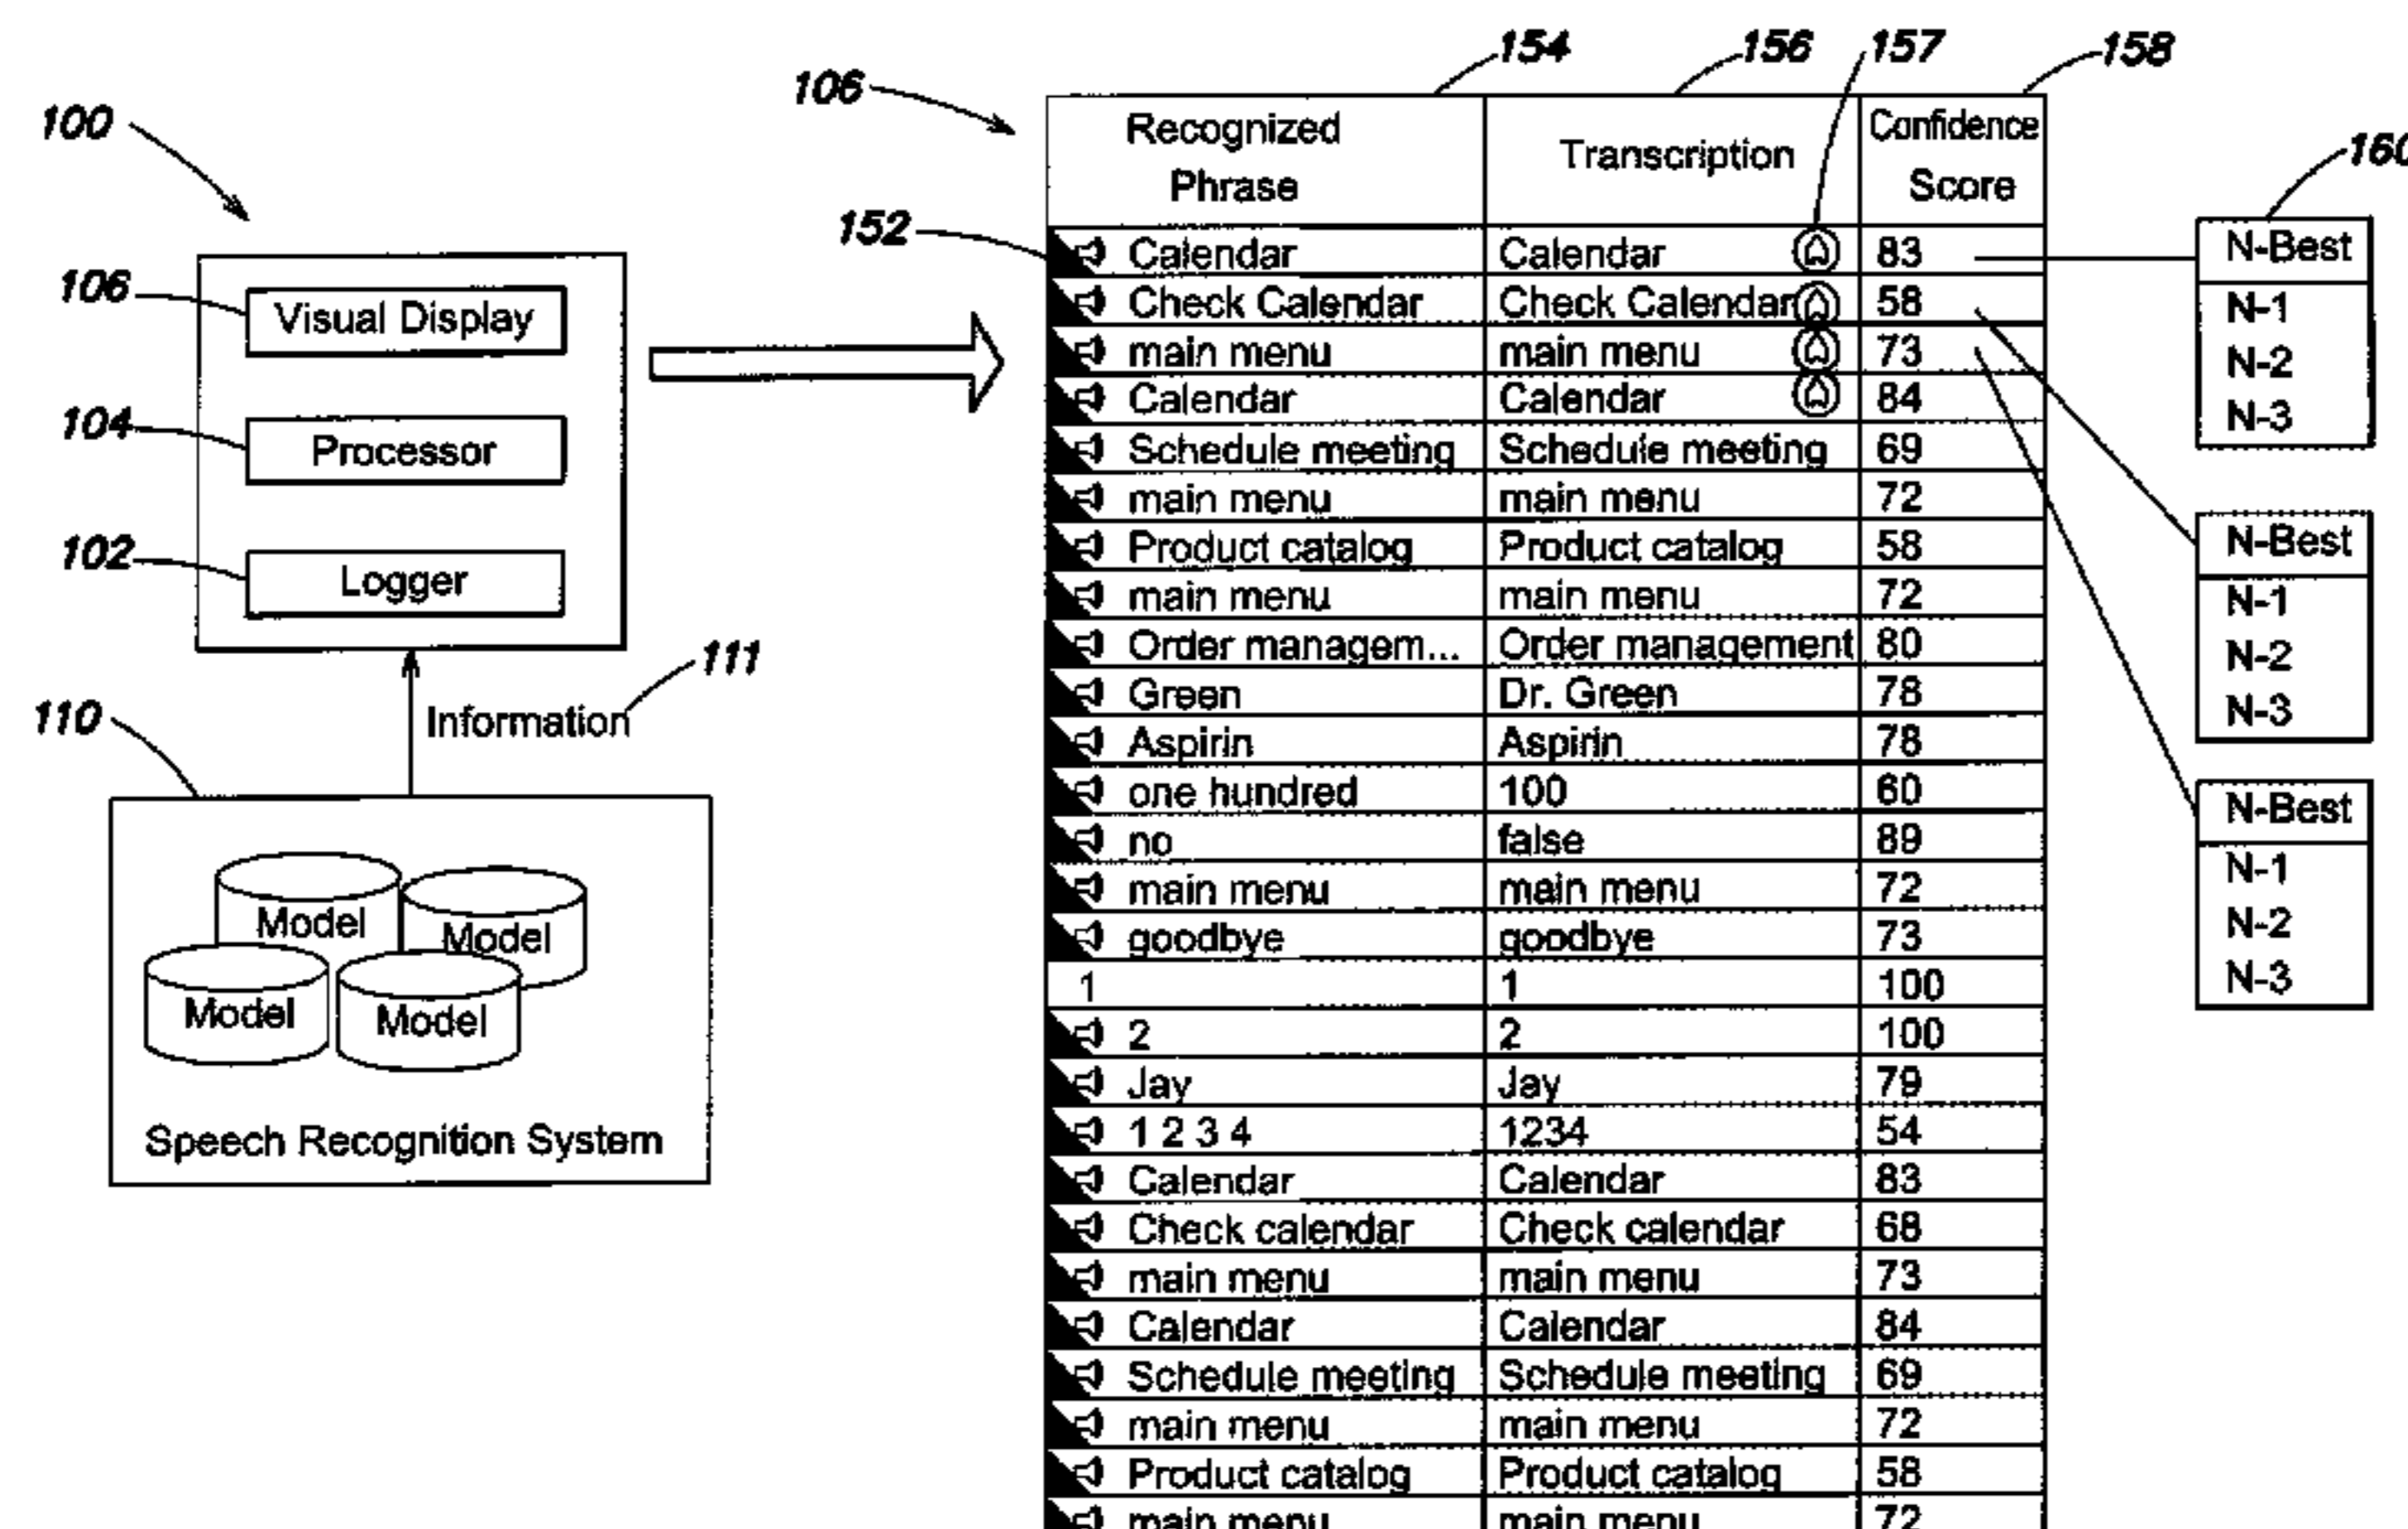 100
106
Visual Display
104
Processor
102
Logger
111
Information
110
Model
Model
Model
Model
Speech Recognition System
106
154
156
157
158
Recognized Phrase Transcription Confidence Score
152
Calendar Calendar 83
Check Calendar Check Calendar 58
main menu main menu 73
Calendar Calendar 84
Schedule meeting Schedule meeting 69
main menu main menu 72
Product catalog Product catalog 58
main menu main menu 72
Order managem... Order management 80
Green Dr. Green 78
Aspirin Aspirin 78
one hundred 100 60
no false 89
main menu main menu 72
goodbye goodbye 73
1 1 100
2 2 100
Jay Jay 79
1 2 3 4 1234 54
Calendar Calendar 83
Check calendar Check calendar 68
main menu main menu 73
Calendar Calendar 84
Schedule meeting Schedule meeting 69
main menu main menu 72
Product catalog Product catalog 58
main menu main menu 72
160
N-Best
N-1
N-2
N-3
N-Best
N-1
N-2
N-3
N-Best
N-1
N-2
N-3